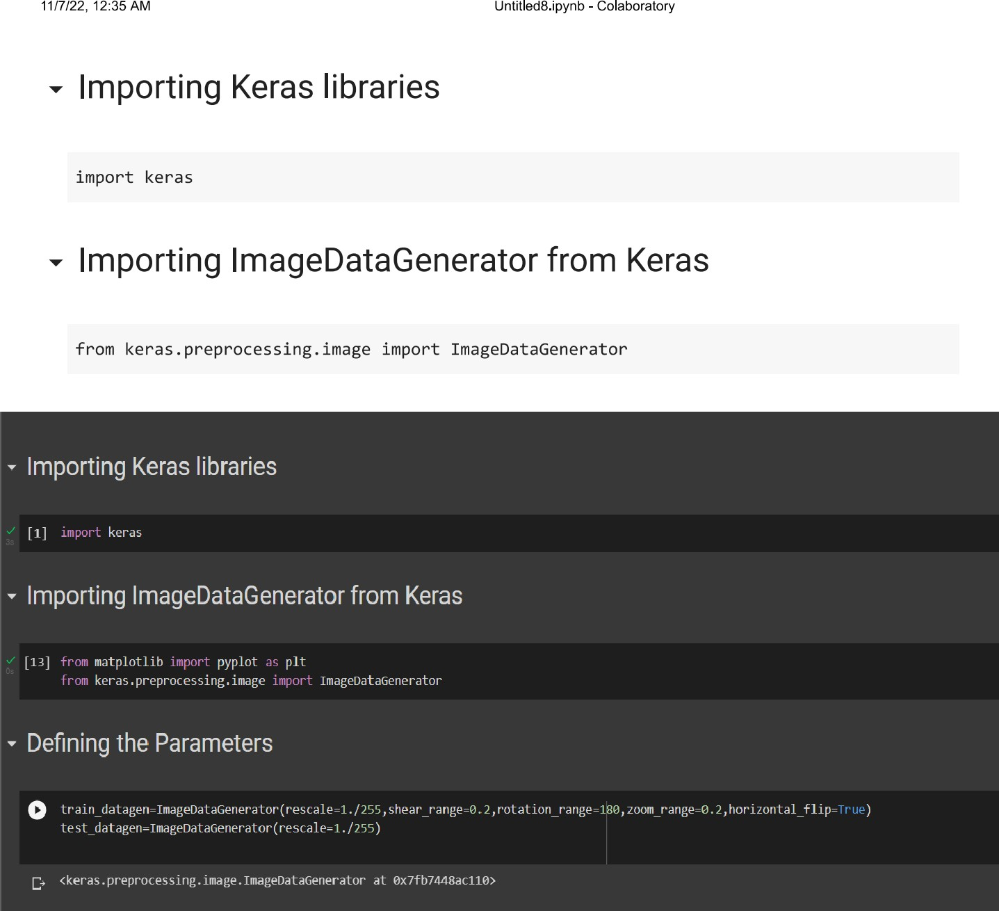 11/7/22, 12:35 AM
Untitled8.ipynb - Colaboratory
Importing Keras libraries
import keras
Importing ImageDataGenerator from Keras
from keras.preprocessing.image import ImageDataGenerator
Importing Keras libraries
3s
[1] import keras
Importing ImageDataGenerator from Keras
0s
[13] from matplotlib import pyplot as plt
from keras.preprocessing.image import ImageDataGenerator
Defining the Parameters
train_datagen=ImageDataGenerator(rescale=1./255,shear_range=0.2,rotation_range=180,zoom_range=0.2,horizontal_flip=True)
test_datagen=ImageDataGenerator(rescale=1./255)
<keras.preprocessing.image.ImageDataGenerator at 0x7fb7448ac110>